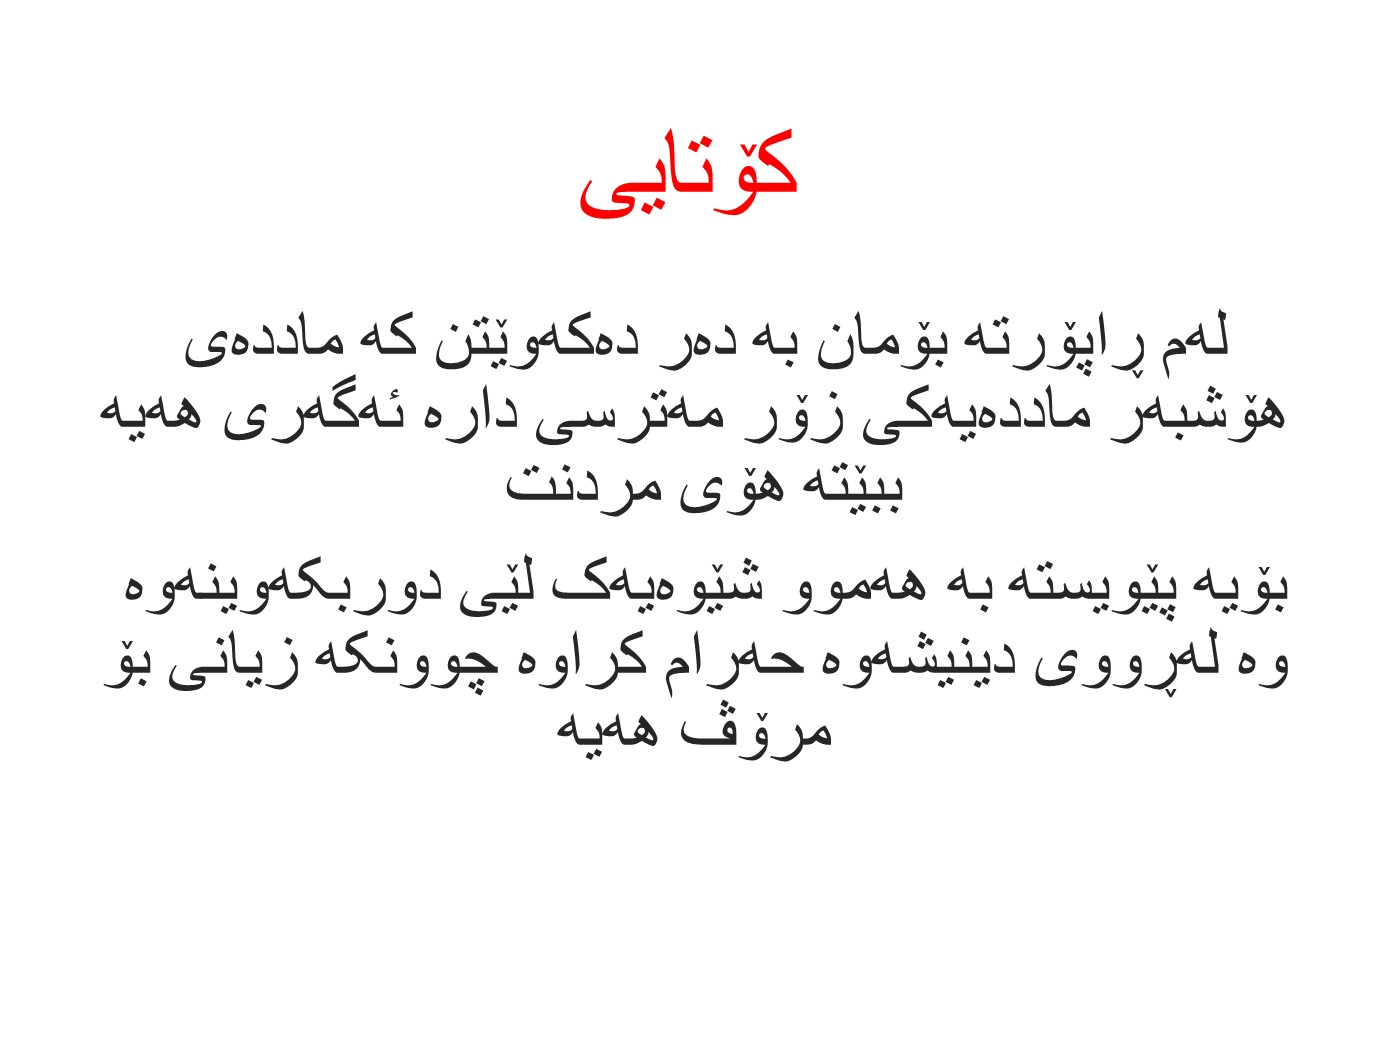 کۆتایی
لەم ڕاپۆرتە بۆمان بە دەر دەکەوێتن کە ماددەی
هۆشبەڕ ماددەیەکی زۆر مەترسی دارە ئەگەری هەیە
ببێتە هۆی مردنت
بۆیە پێویستە بە هەموو شێوەیەک لێی دوربکەوینەوە
وە لەڕووی دینیشەوە حەرام کراوە چوونکە زیانی بۆ
مرۆڤ هەیە